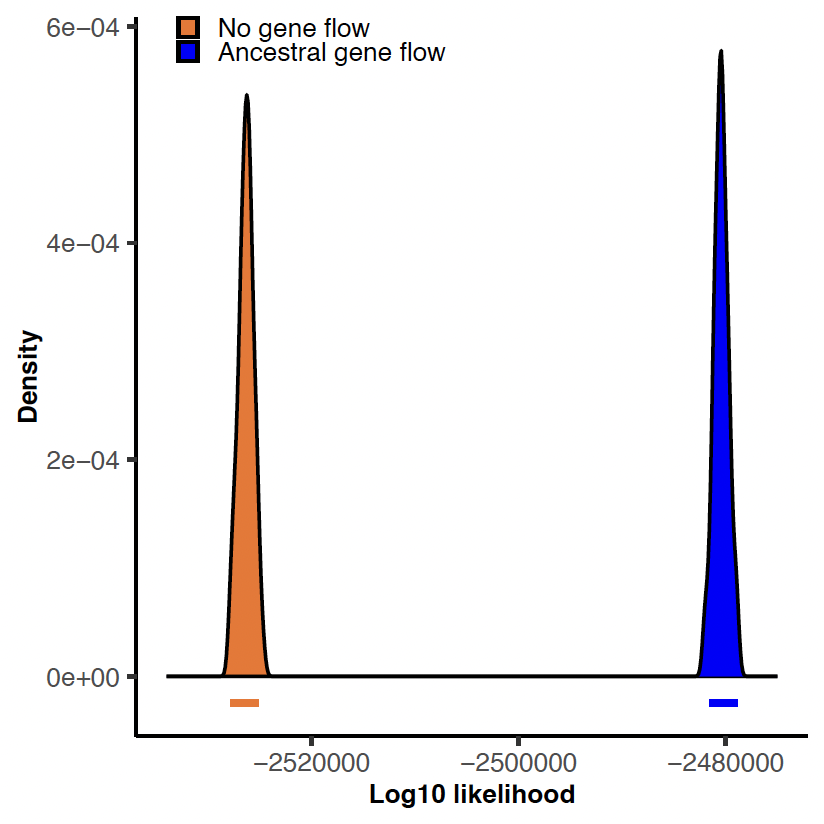 No gene flow
Ancestral gene flow
6e−04
4e−04
2e−04
0e+00
Density
−2520000
−2500000
−2480000
Log10 likelihood